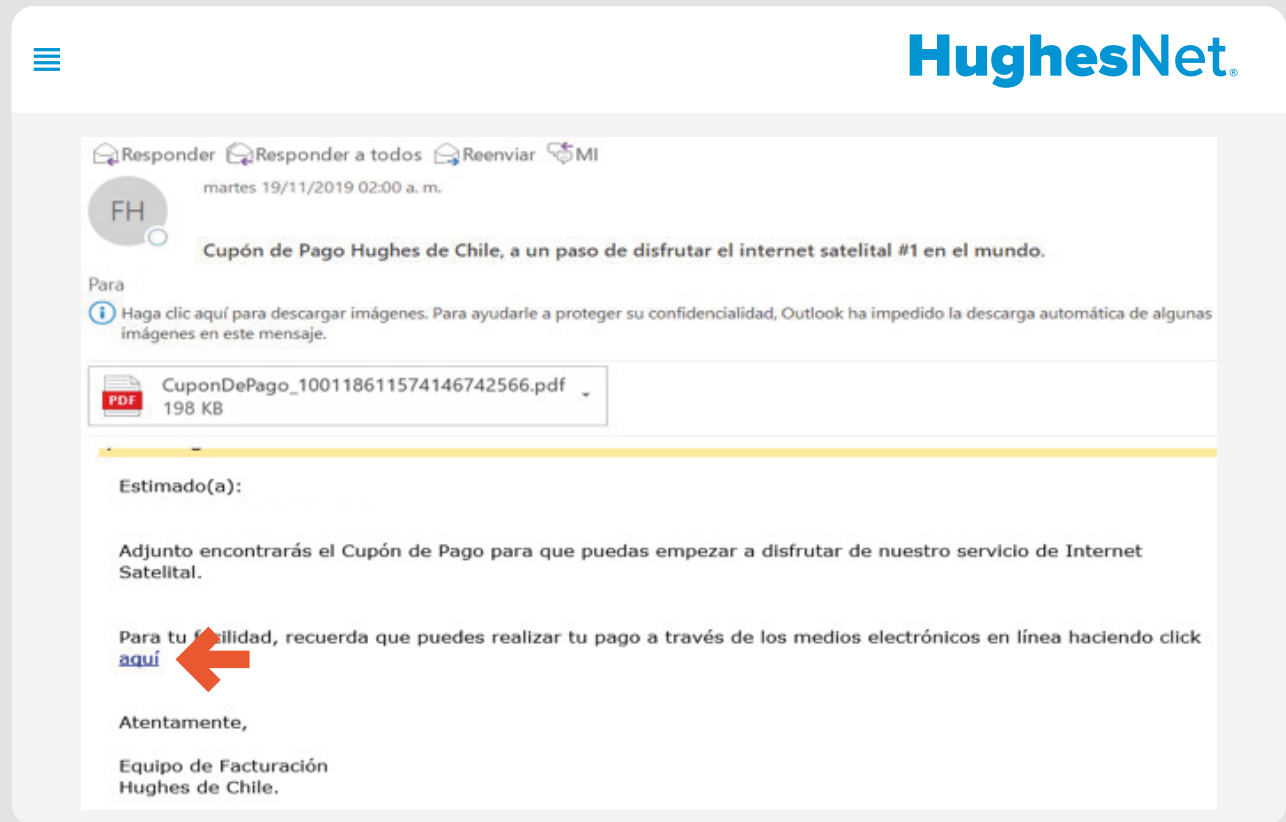 HughesNet®
Responder Responder a todos Reenviar MI
martes 19/11/2019 02:00 a. m.
FH
Cupón de Pago Hughes de Chile, a un paso de disfrutar el internet satelital #1 en el mundo.
Para
Haga clic aquí para descargar imágenes. Para ayudarle a proteger su confidencialidad, Outlook ha impedido la descarga automática de algunas
imágenes en este mensaje.
PDF
CuponDePago_100118611574146742566.pdf
198 KB
Estimado(a):
Adjunto encontrarás el Cupón de Pago para que puedas empezar a disfrutar de nuestro servicio de Internet
Satelital.
Para tu facilidad, recuerda que puedes realizar tu pago a través de los medios electrónicos en línea haciendo click
aquí
Atentamente,
Equipo de Facturación
Hughes de Chile.